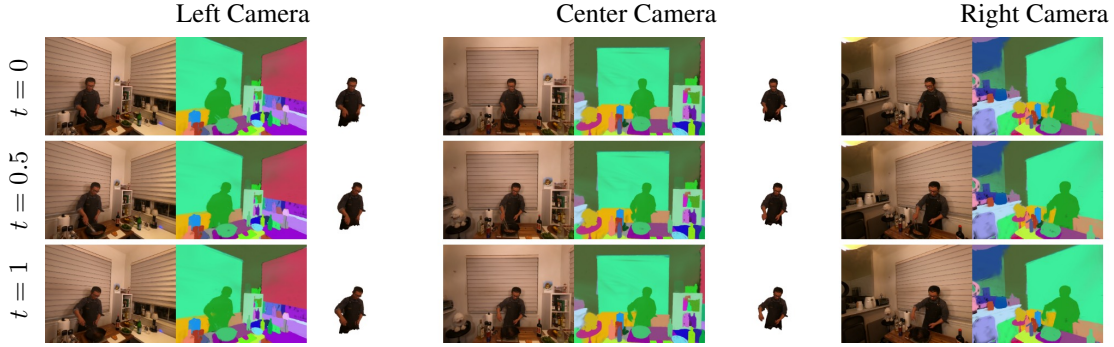 Left Camera
Center Camera
Right Camera
t = 0
t = 0.5
t = 1